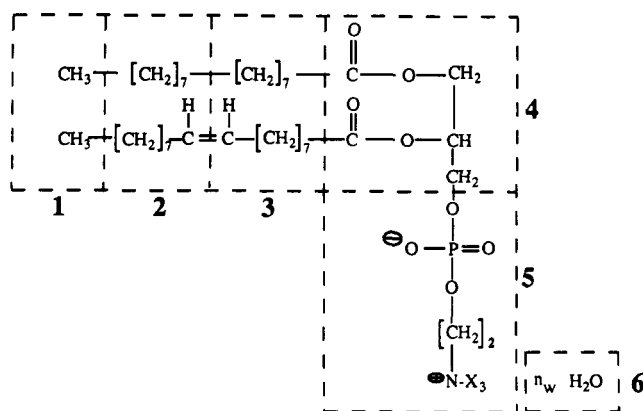 O O
CH₃ [CH₂]₇ [CH₂]₇ C O CH₂
H H O
CH₃ [CH₂]₇ C=C [CH₂]₇ C O CH 4
CH₂
1 2 3
O
⊖ O P=O
O 5
[CH₂]₂
⊕N-X₃ n_w H₂O 6